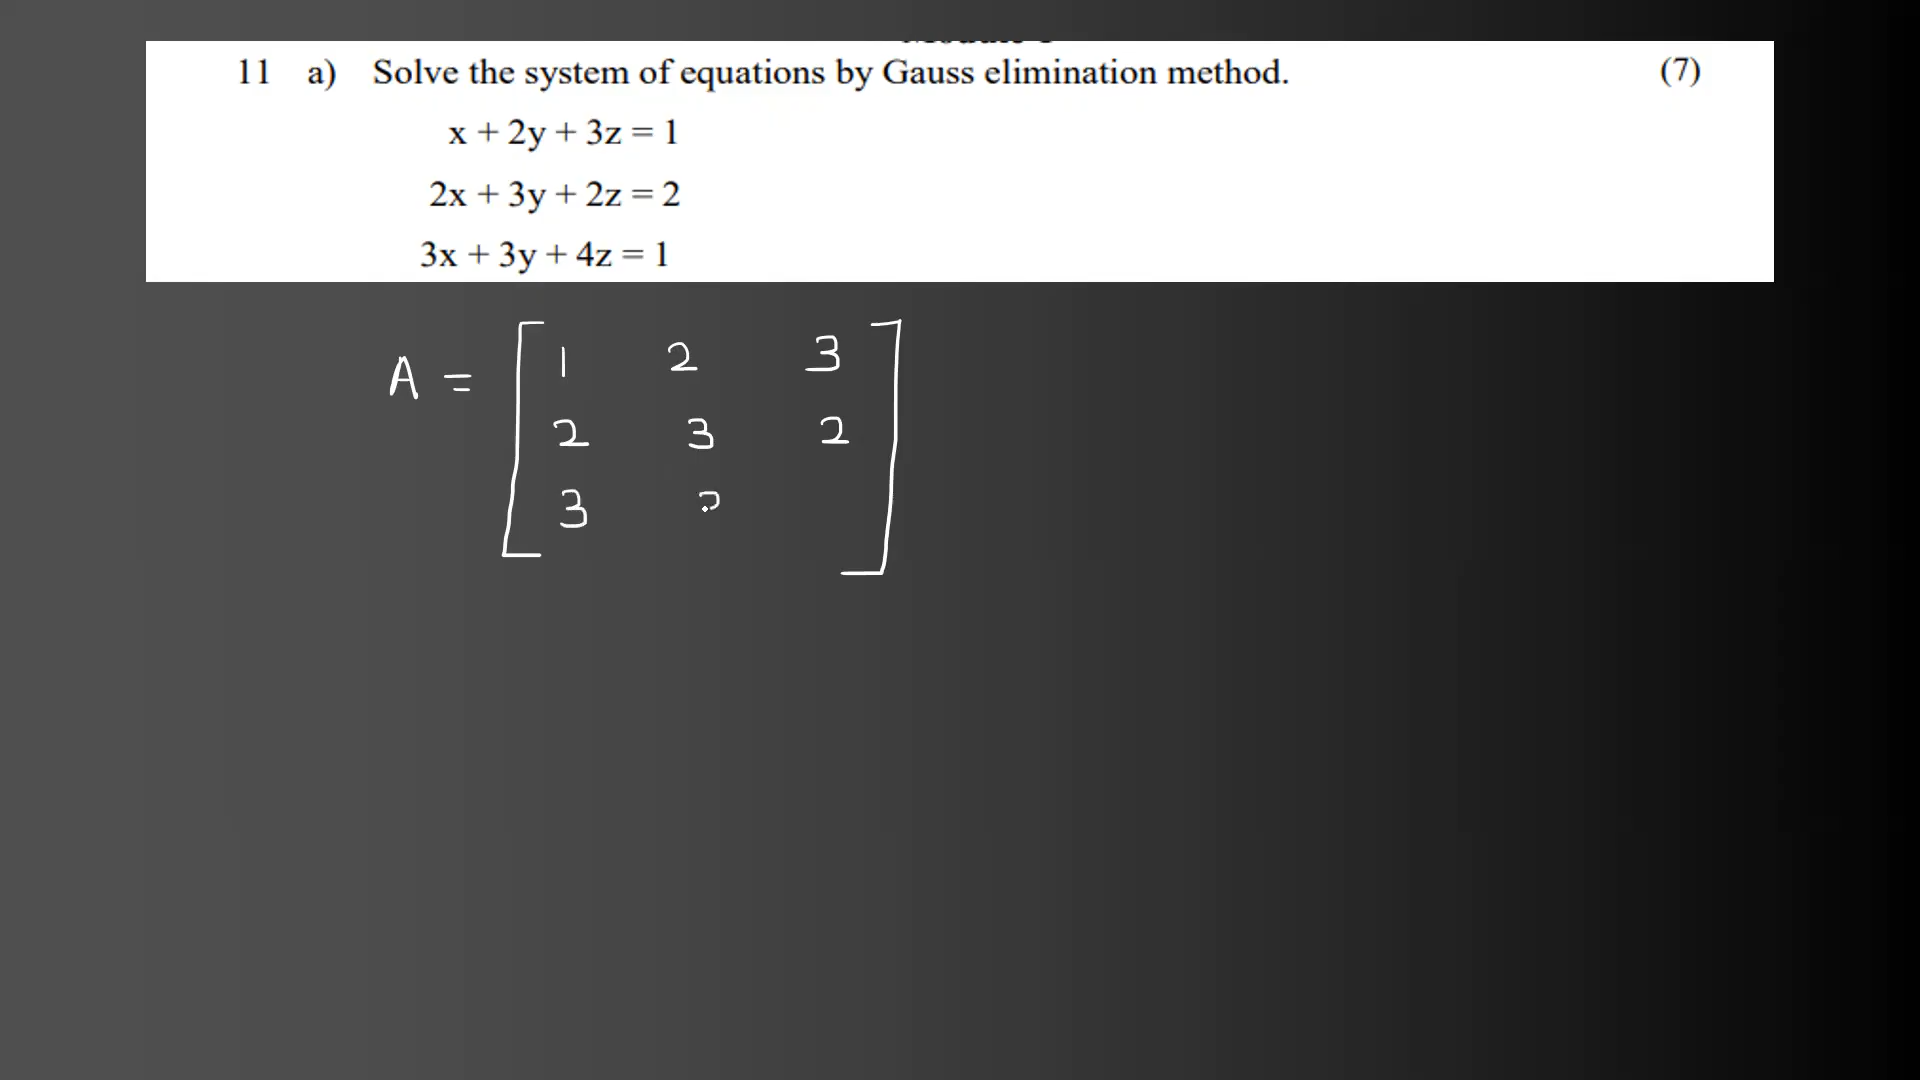 11 a) Solve the system of equations by Gauss elimination method. (7)
x + 2y + 3z = 1
2x + 3y + 2z = 2
3x + 3y + 4z = 1
A = 1 2 3
2 3 2
3